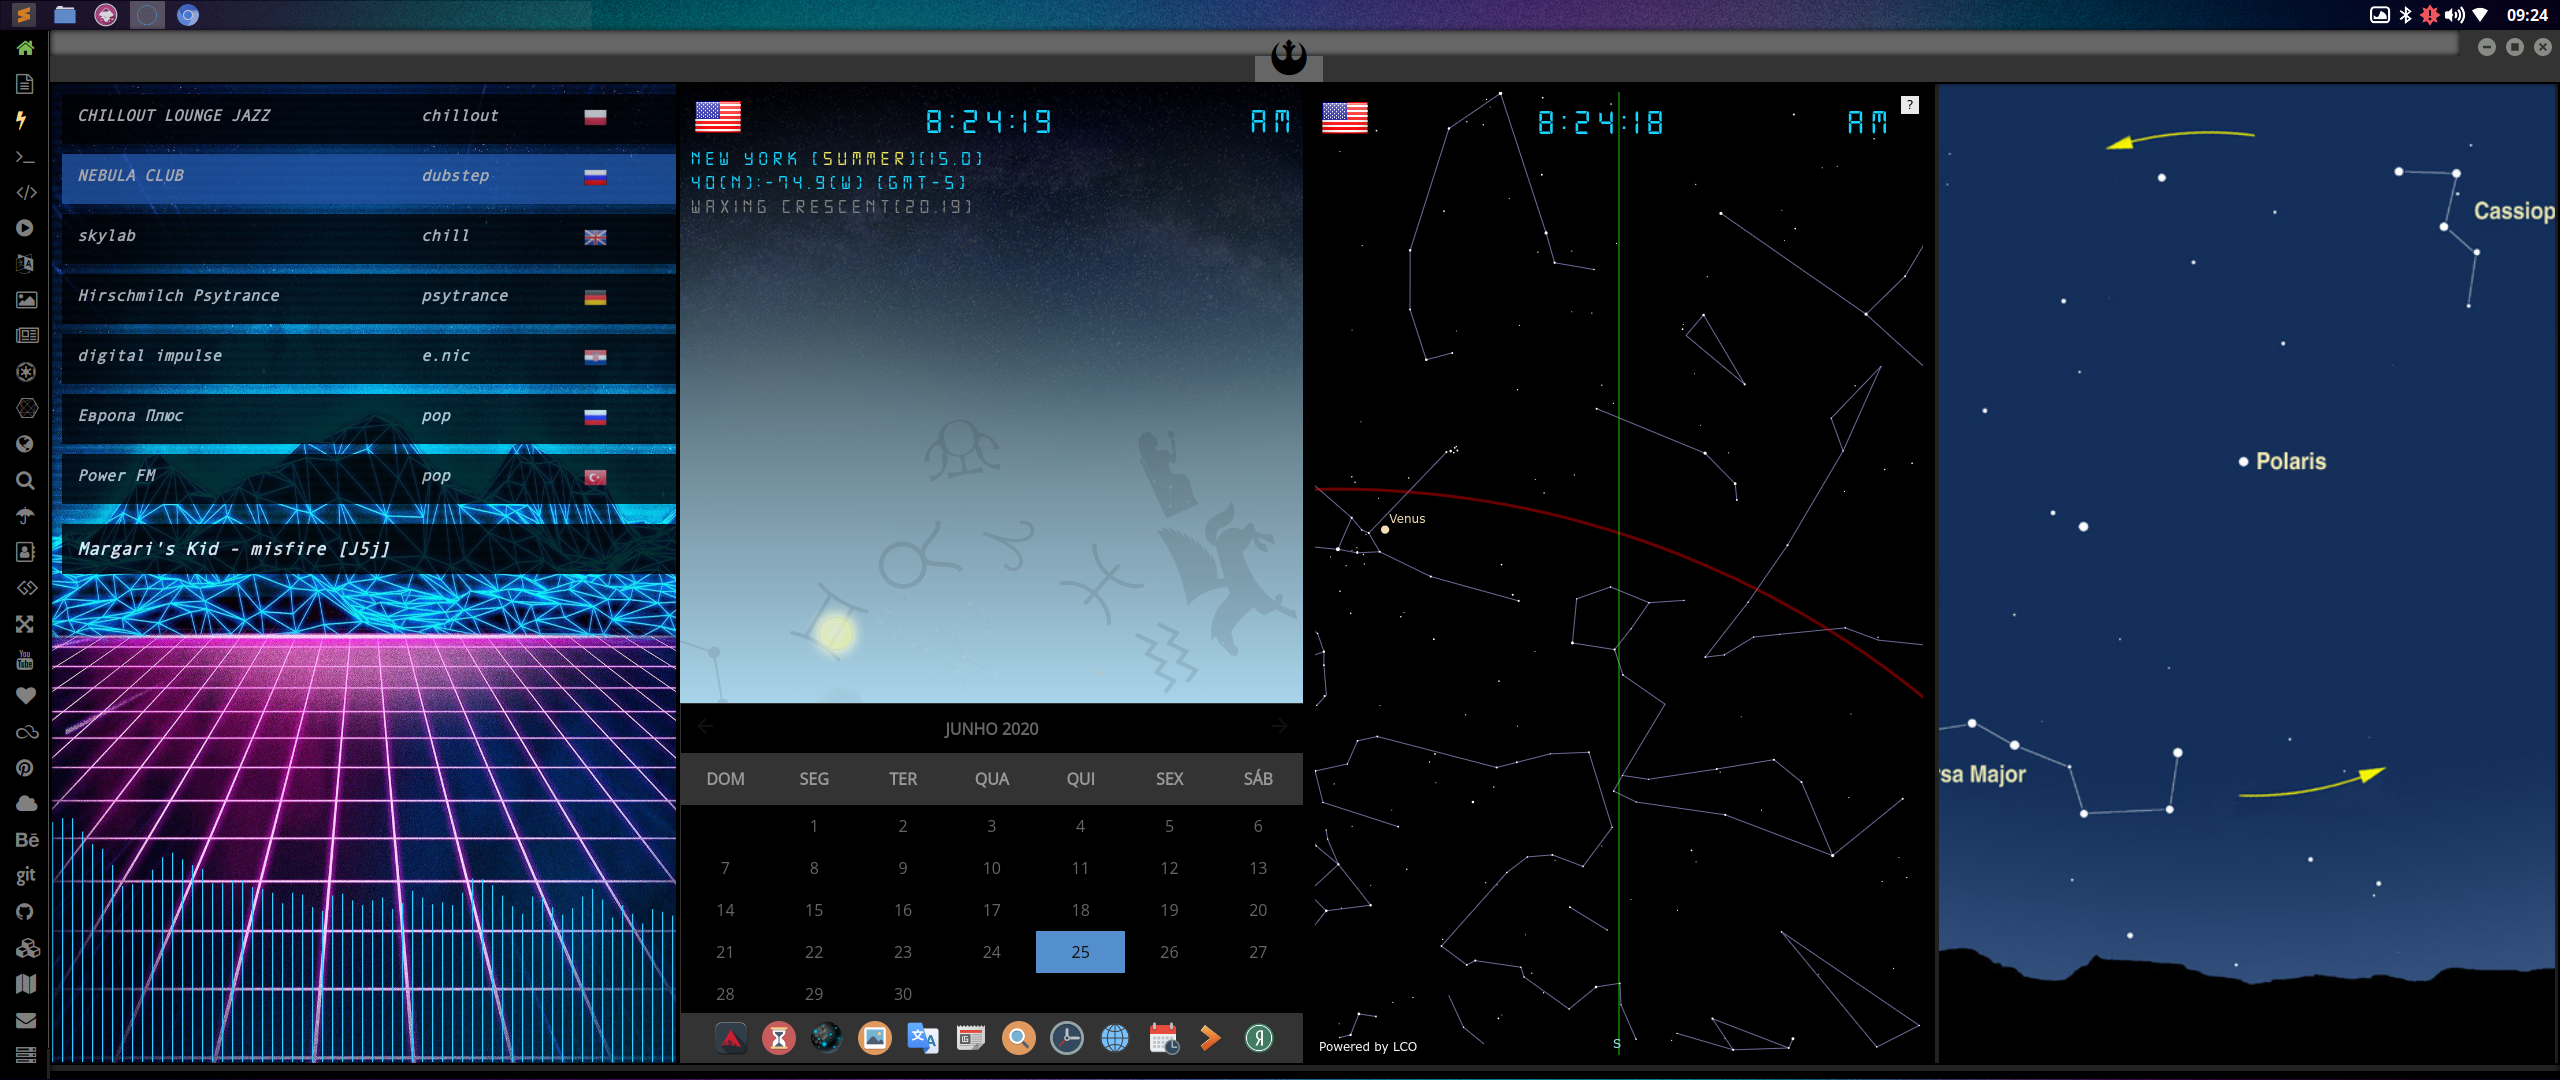 09:24
CHILLOUT LOUNGE JAZZ chillout
NEBULA CLUB dubstep
skylab chill
Hirschmilch Psytrance psytrance
digital impulse e.nic
Европа Плюс pop
Power FM pop
Margari's Kid - misfire [J5j]
You
Tube
Bē
git
8:24:19 AM
NEW YORK [SUMMER](15.0)
40(N):-74.9(W) [GMT-5]
WAXING CRESCENT(20.19)
JUNHO 2020
DOM SEG TER QUA QUI SEX SÁB
1 2 3 4 5 6
7 8 9 10 11 12 13
14 15 16 17 18 19 20
21 22 23 24 25 26 27
28 29 30
8:24:18 AM
?
Venus
S
Powered by LCO
Cassiop
Polaris
rsa Major